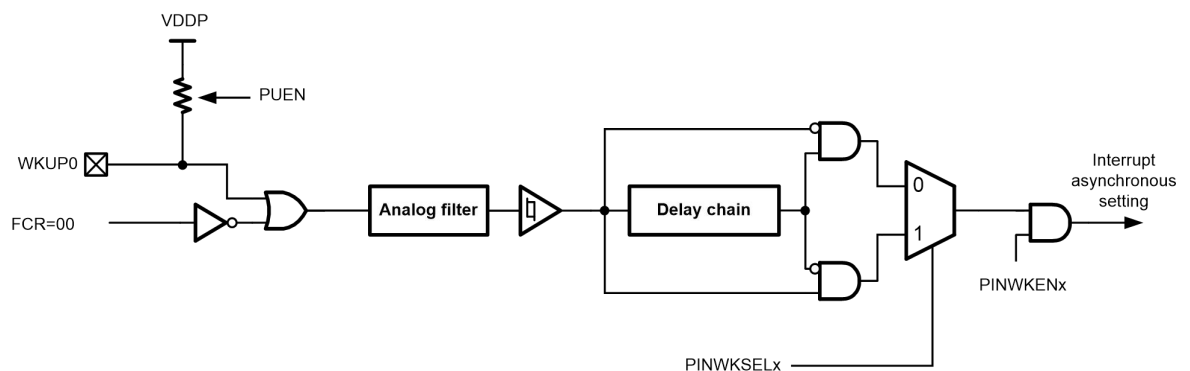 VDDP
PUEN
WKUP0
FCR=00
Analog filter
Delay chain
0
1
Interrupt
asynchronous
setting
PINWKENx
PINWKSELx